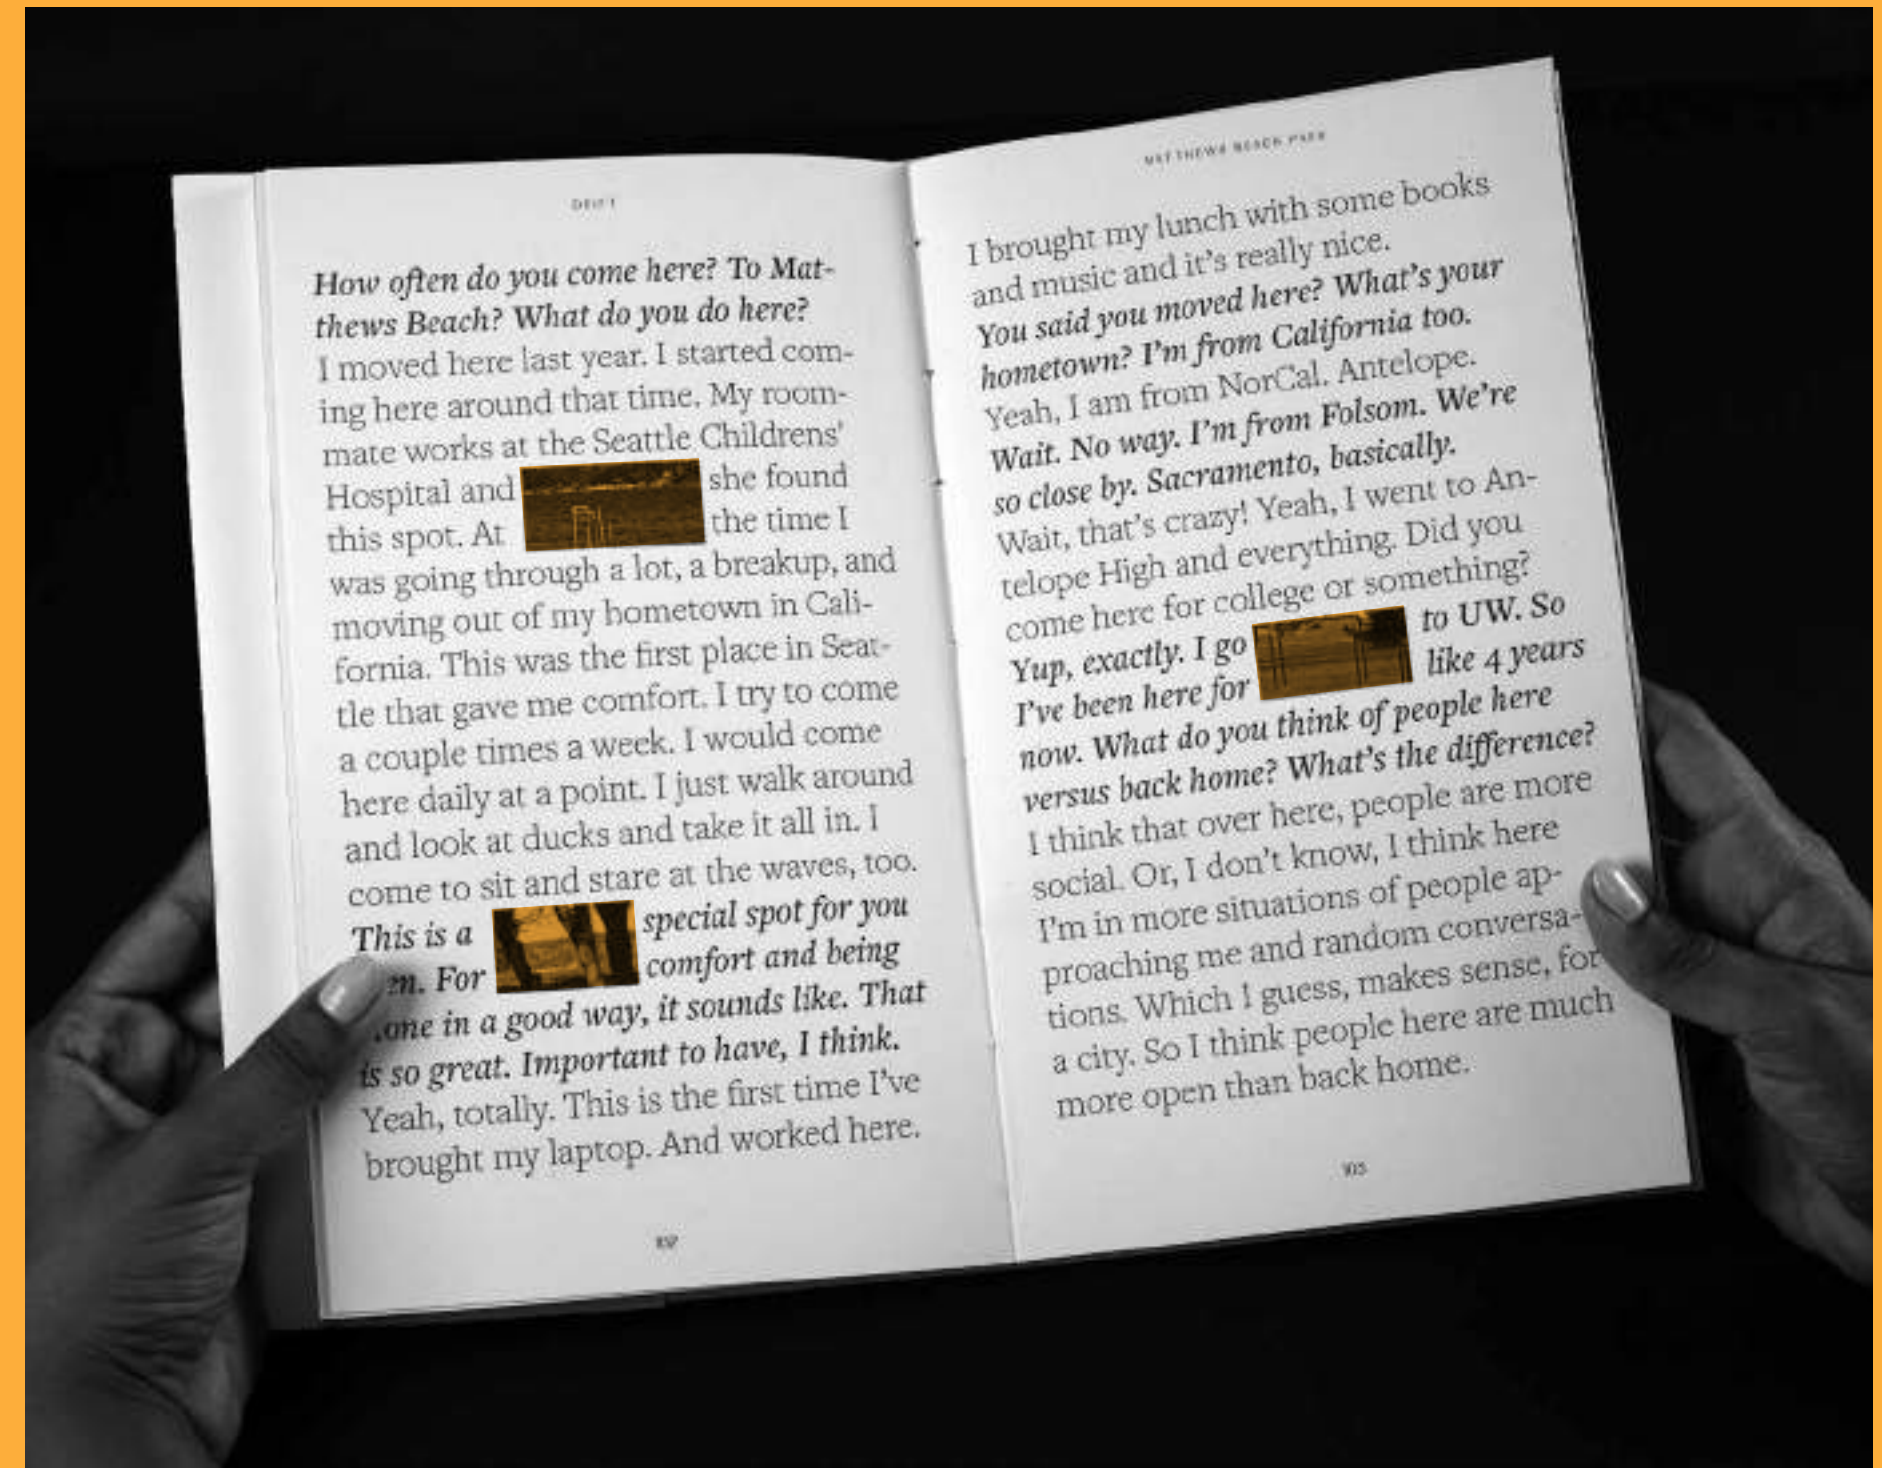 DRIFT
How often do you come here? To Mat-
thews Beach? What do you do here?
I moved here last year. I started com-
ing here around that time. My room-
mate works at the Seattle Childrens'
Hospital and she found
this spot. At the time I
was going through a lot, a breakup, and
moving out of my hometown in Cali-
fornia. This was the first place in Seat-
tle that gave me comfort. I try to come
a couple times a week. I would come
here daily at a point. I just walk around
and look at ducks and take it all in. I
come to sit and stare at the waves, too.
This is a special spot for you
For comfort and being
in a good way, it sounds like. That
is so great. Important to have, I think.
Yeah, totally. This is the first time I've
brought my laptop. And worked here.
102
MATTHEWS BEACH PARK
I brought my lunch with some books
and music and it's really nice.
You said you moved here? What's your
hometown? I'm from California too.
Yeah, I am from NorCal. Antelope.
Wait. No way. I'm from Folsom. We're
so close by. Sacramento, basically.
Wait, that's crazy! Yeah, I went to An-
telope High and everything. Did you
come here for college or something?
Yup, exactly. I go to UW. So
I've been here for like 4 years
now. What do you think of people here
versus back home? What's the difference?
I think that over here, people are more
social. Or, I don't know, I think here
I'm in more situations of people ap-
proaching me and random conversa-
tions. Which I guess, makes sense, for
a city. So I think people here are much
more open than back home.
103